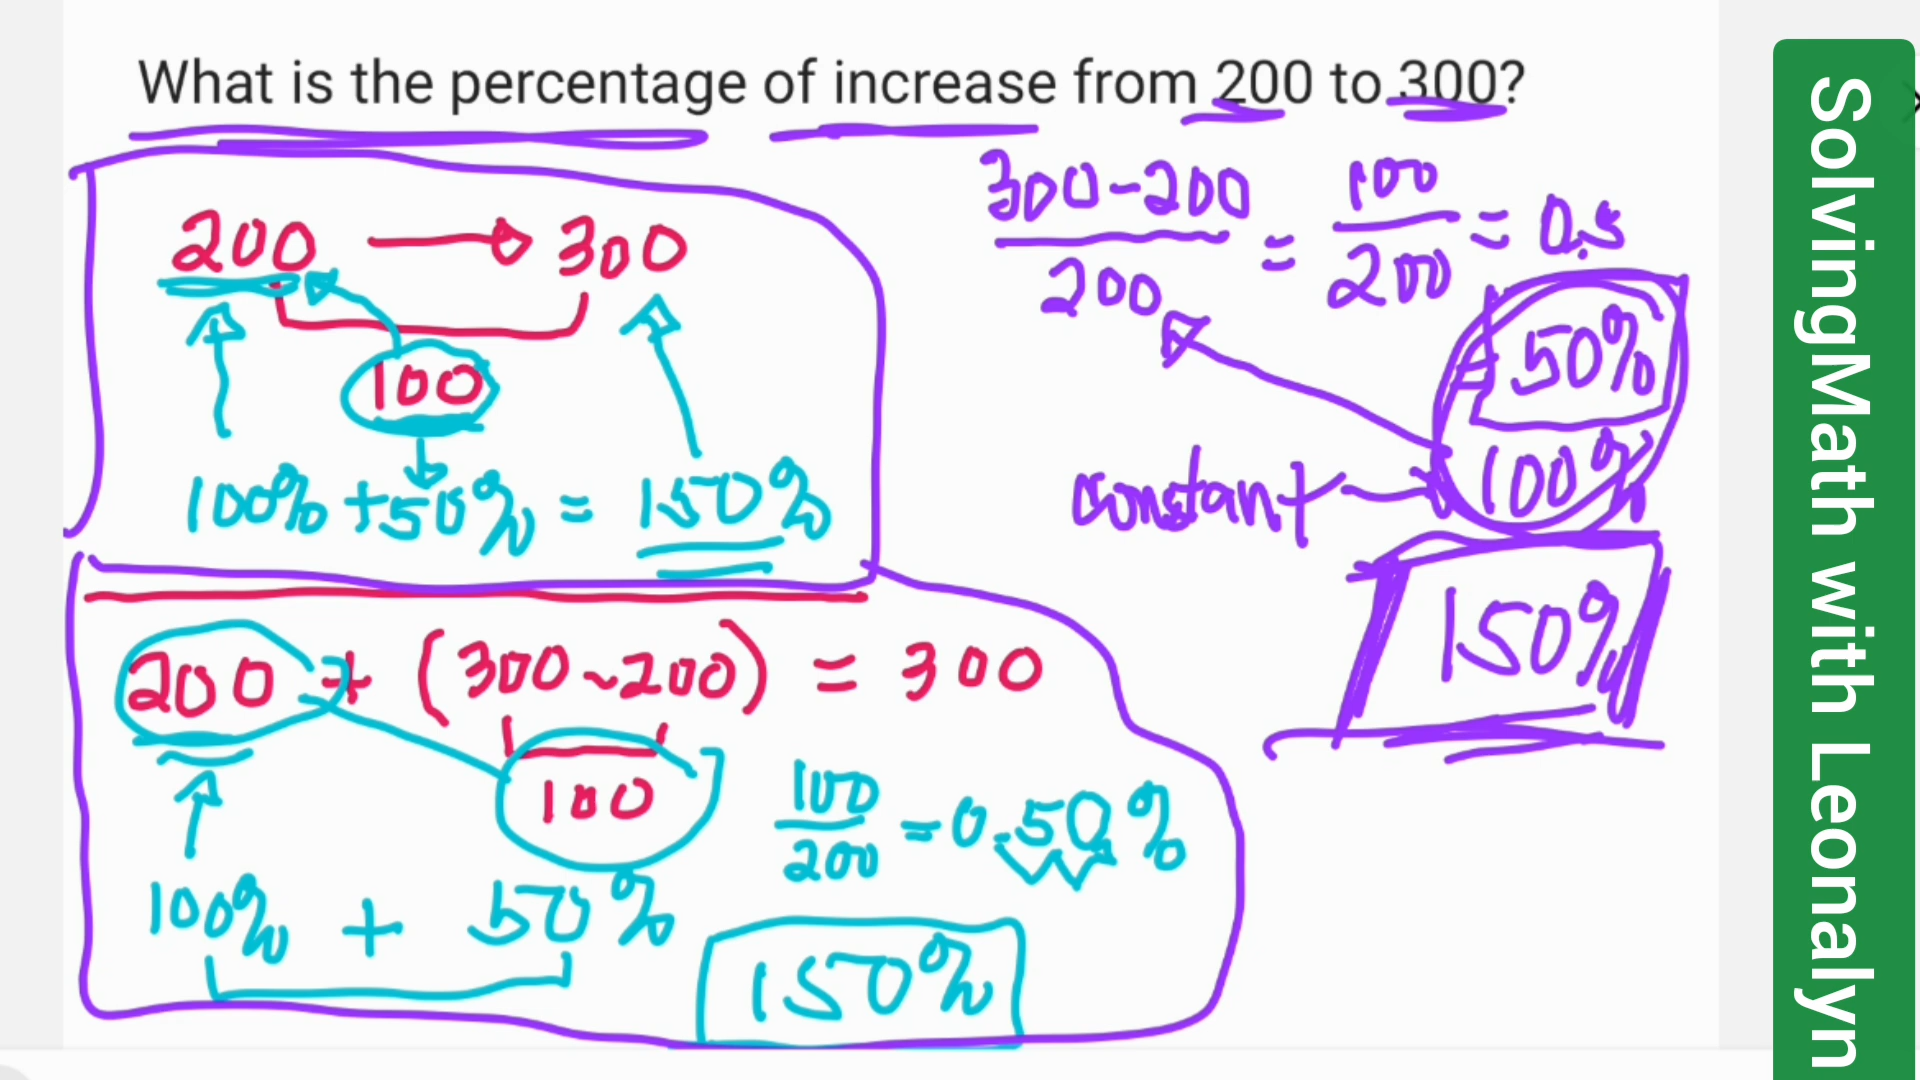 What is the percentage of increase from 200 to 300?
200 → 300
100
100% + 50% = 150%
300-200
200
= 100
200
= 0.5
= 50%
100%
constant
150%
200 + (300-200) = 300
100
100
200
= 0.50%
100% + 50%
150%
SolvingMath with Leonalyn